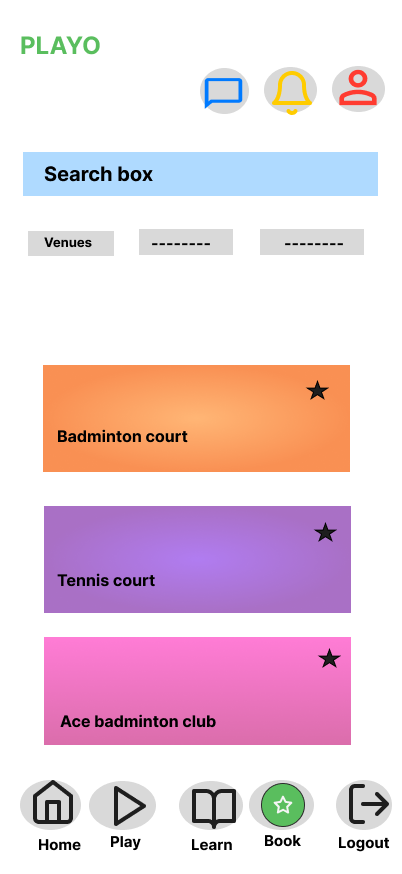 PLAYO
Search box
Venues -------- --------
Badminton court
Tennis court
Ace badminton club
Home Play Learn Book Logout